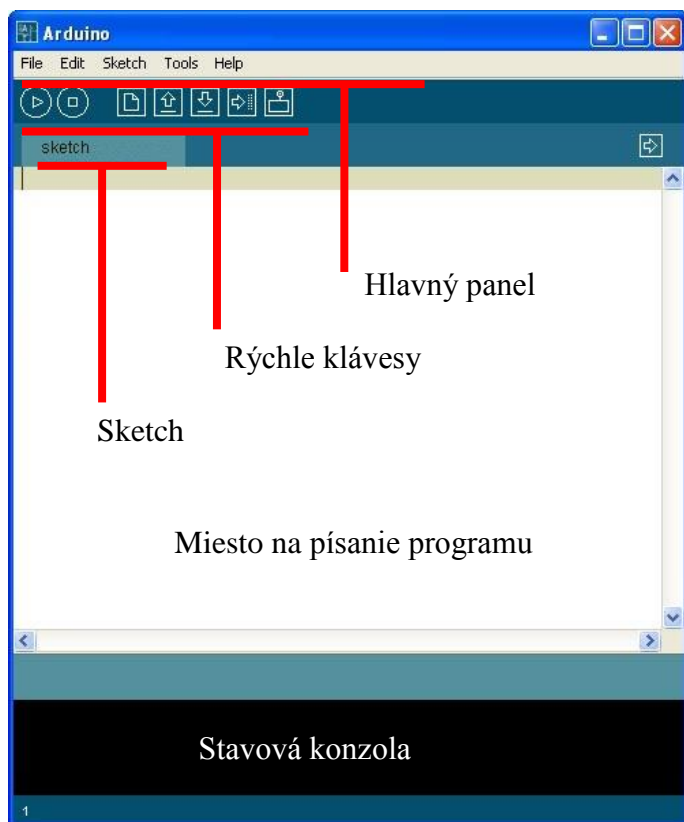 Arduino
File Edit Sketch Tools Help
sketch
Hlavný panel
Rýchle klávesy
Sketch
Miesto na písanie programu
Stavová konzola
1